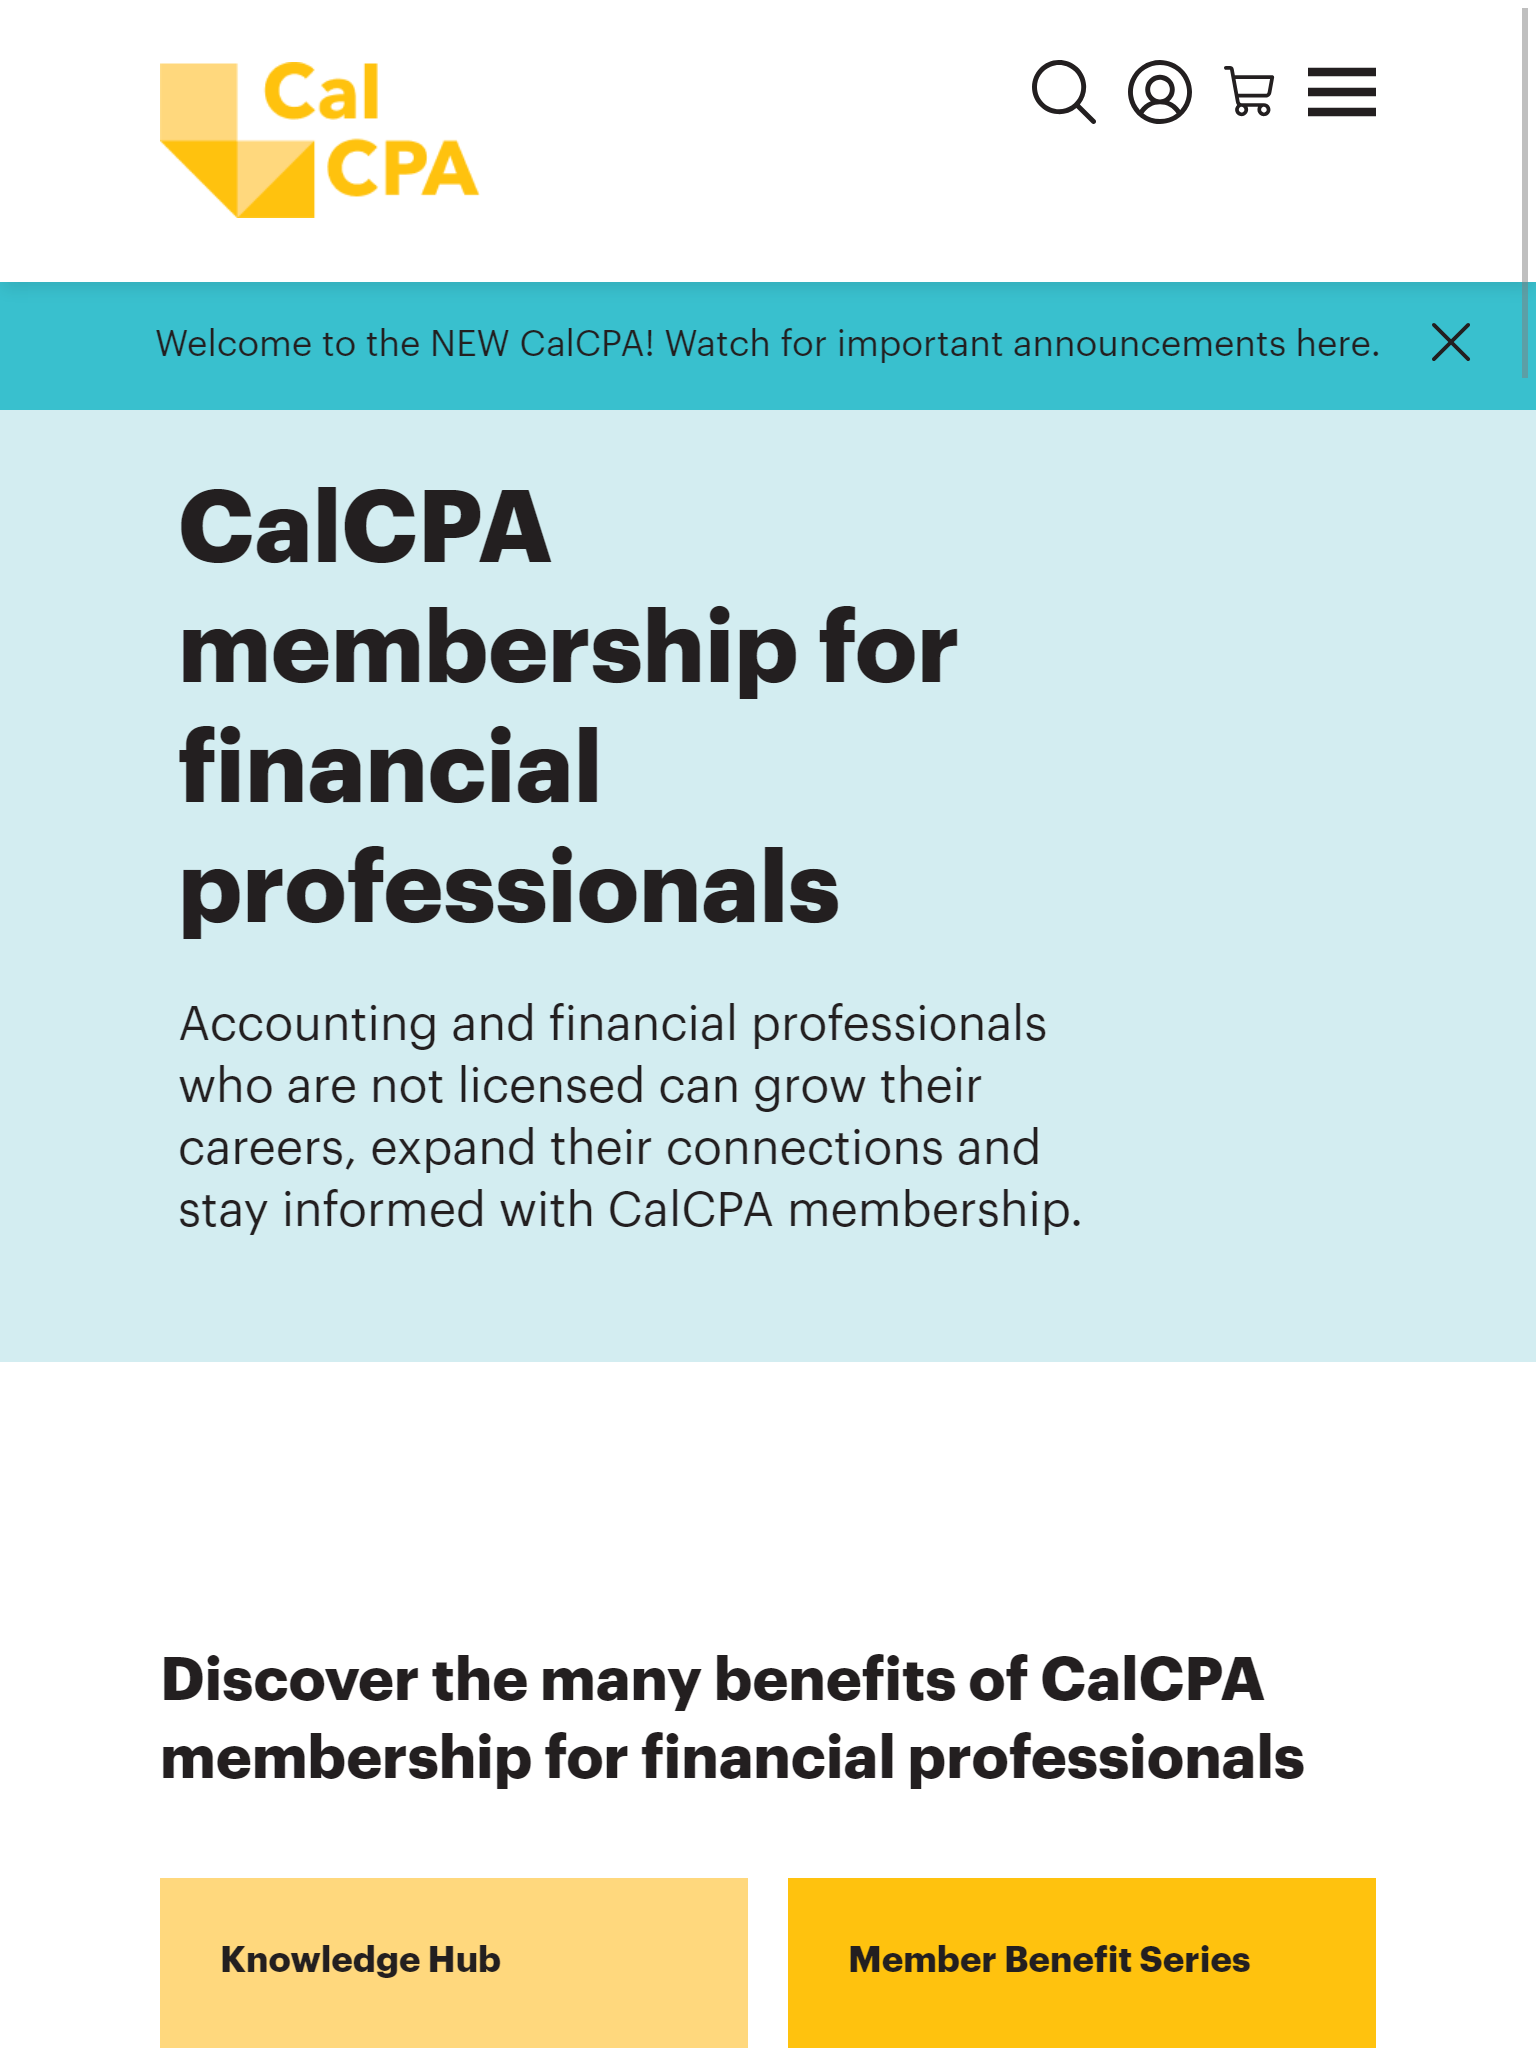 Cal
CPA
Welcome to the NEW CalCPA! Watch for important announcements here.
CalCPA
membership for
financial
professionals
Accounting and financial professionals
who are not licensed can grow their
careers, expand their connections and
stay informed with CalCPA membership.
Discover the many benefits of CalCPA
membership for financial professionals
Knowledge Hub
Member Benefit Series